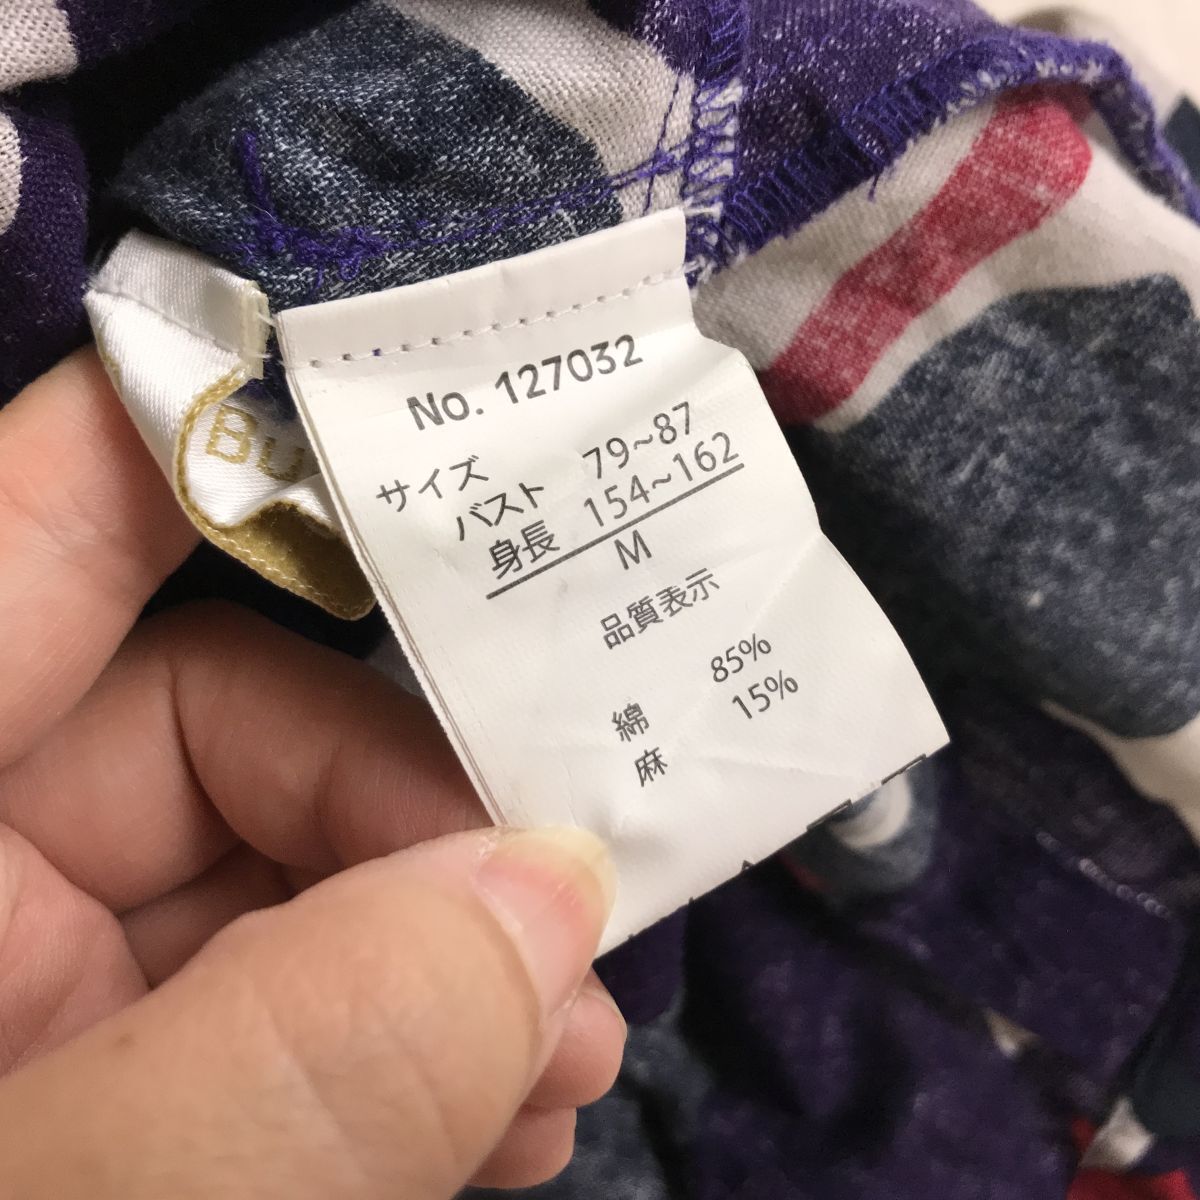 No. 127032
サイズ
バスト 79~87
身長 154~162
M
品質表示
綿 85%
麻 15%
Bu